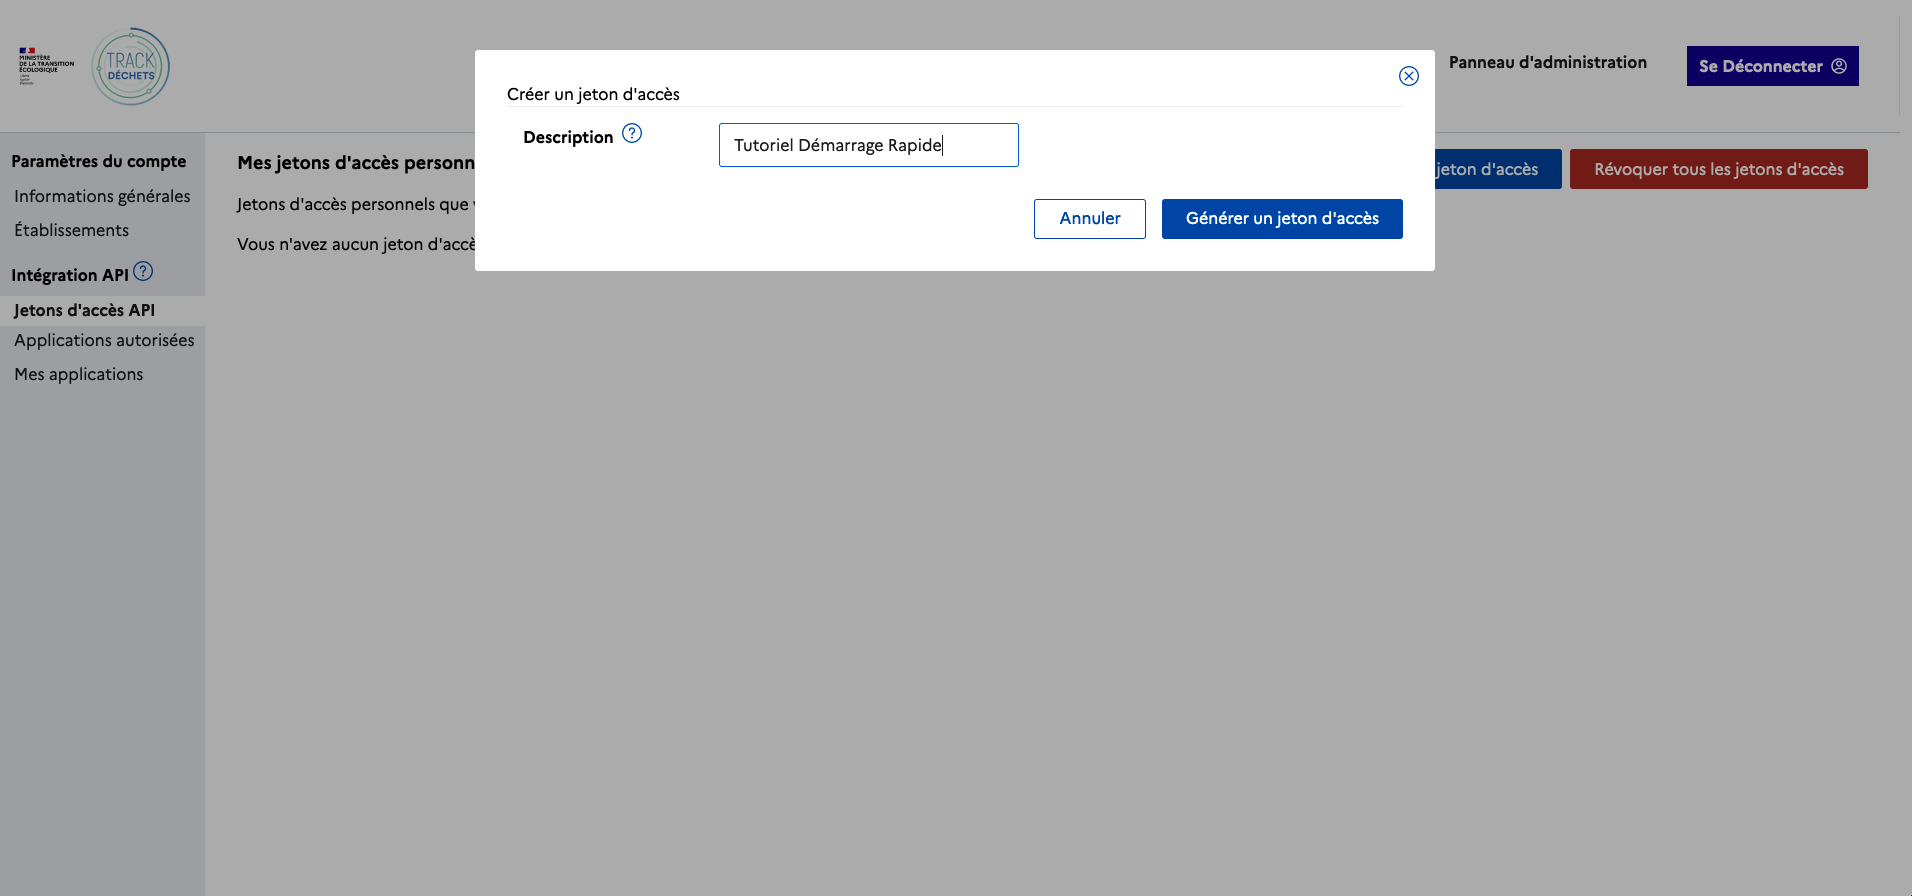 MINISTÈRE
DE LA TRANSITION
ÉCOLOGIQUE
TRACK
DÉCHETS
Panneau d'administration
Se Déconnecter
Créer un jeton d'accès
Description ?
Tutoriel Démarrage Rapide
Annuler
Générer un jeton d'accès
Paramètres du compte
Informations générales
Établissements
Intégration API ?
Jetons d'accès API
Applications autorisées
Mes applications
Mes jetons d'accès personn
jeton d'accès
Révoquer tous les jetons d'accès
Jetons d'accès personnels que
Vous n'avez aucun jeton d'accè